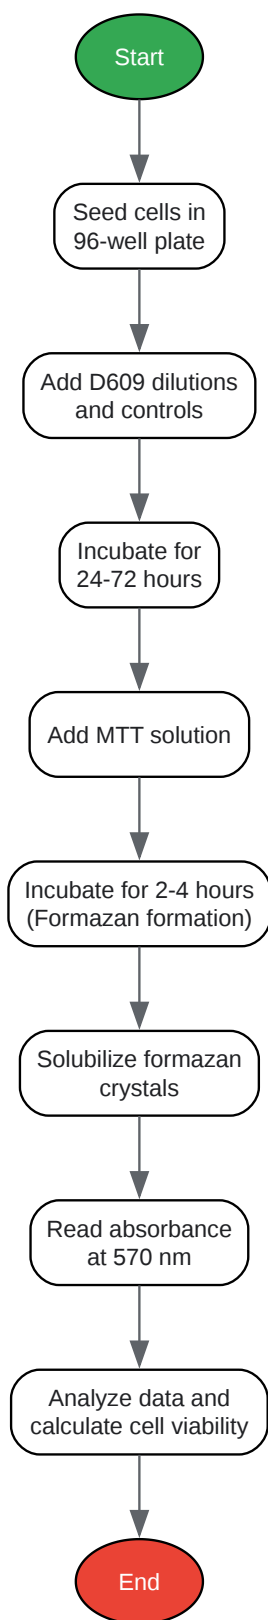 Start
Seed cells in
96-well plate
Add D609 dilutions
and controls
Incubate for
24-72 hours
Add MTT solution
Incubate for 2-4 hours
(Formazan formation)
Solubilize formazan
crystals
Read absorbance
at 570 nm
Analyze data and
calculate cell viability
End